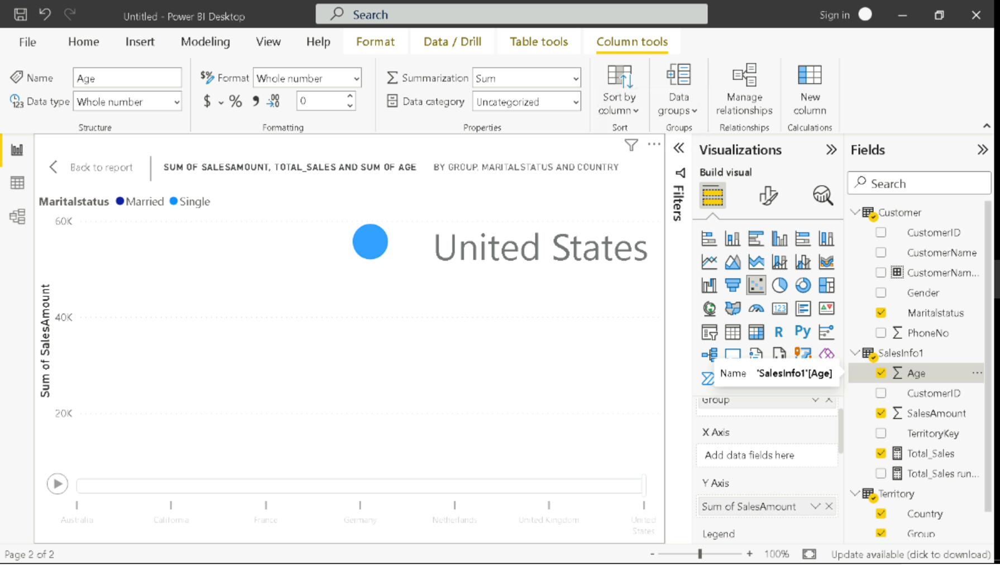 Untitled - Power BI Desktop
Search
Sign in
File Home Insert Modeling View Help Format Data / Drill Table tools Column tools
Name Age
Data type Whole number
Structure
Format Whole number
$ % 9 .00 0
Formatting
Summarization Sum
Data category Uncategorized
Properties
Sort by
column
Sort
Data
groups
Groups
Manage
relationships
Relationships
New
column
Calculations
Back to report
SUM OF SALESAMOUNT, TOTAL_SALES AND SUM OF AGE BY GROUP, MARITALSTATUS AND COUNTRY
Maritalstatus Married Single
60K
40K
20K
Sum of SalesAmount
United States
Australia California France Germany Netherlands United Kingdom United
States
Filters
Visualizations
Build visual
123
R Py
Name 'SalesInfo1'[Age]
Group
X Axis
Add data fields here
Y Axis
Sum of SalesAmount
Legend
Fields
Search
Customer
CustomerID
CustomerName
CustomerNam...
Gender
Maritalstatus
PhoneNo
SalesInfo1
Age
CustomerID
SalesAmount
TerritoryKey
Total_Sales
Total_Sales run...
Territory
Country
Group
Page 2 of 2
- + 100%
Update available (click to download)